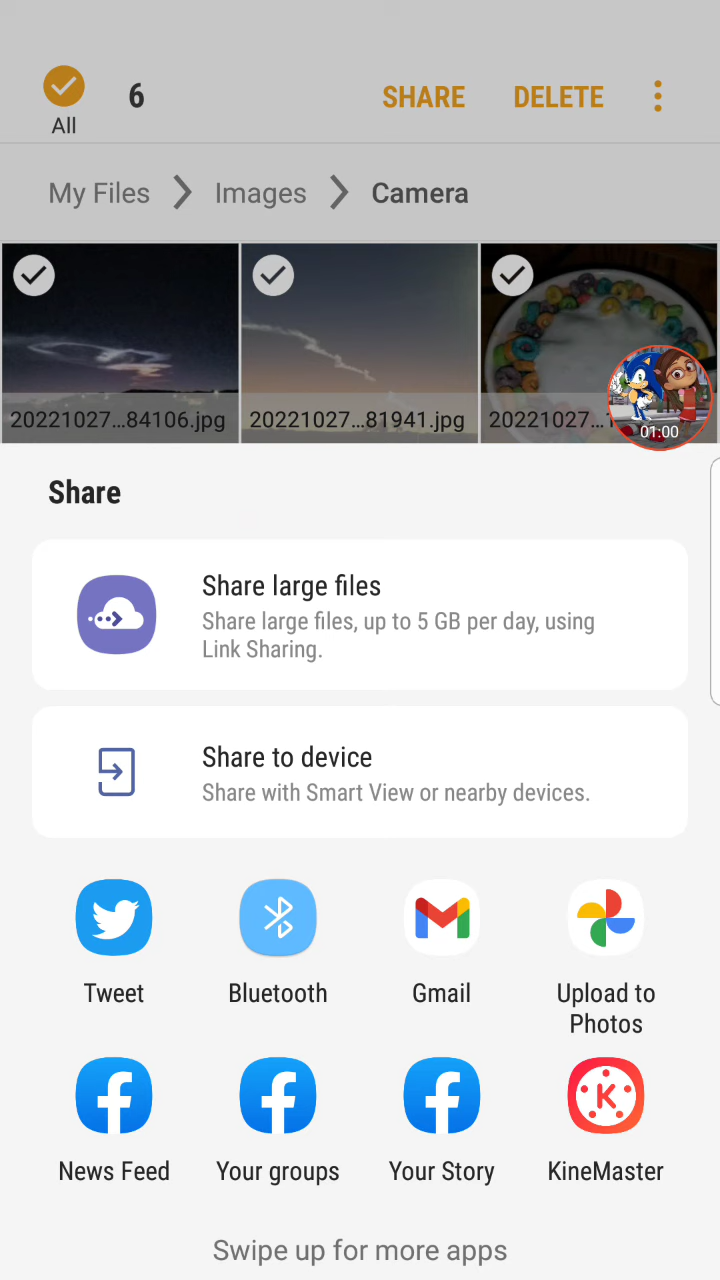 6
SHARE
DELETE
All
My Files
Images
Camera
20221027...84106.jpg
20221027...81941.jpg
20221027...
01:00
Share
Share large files
Share large files, up to 5 GB per day, using
Link Sharing.
Share to device
Share with Smart View or nearby devices.
Tweet
Bluetooth
Gmail
Upload to
Photos
News Feed
Your groups
Your Story
K
KineMaster
Swipe up for more apps